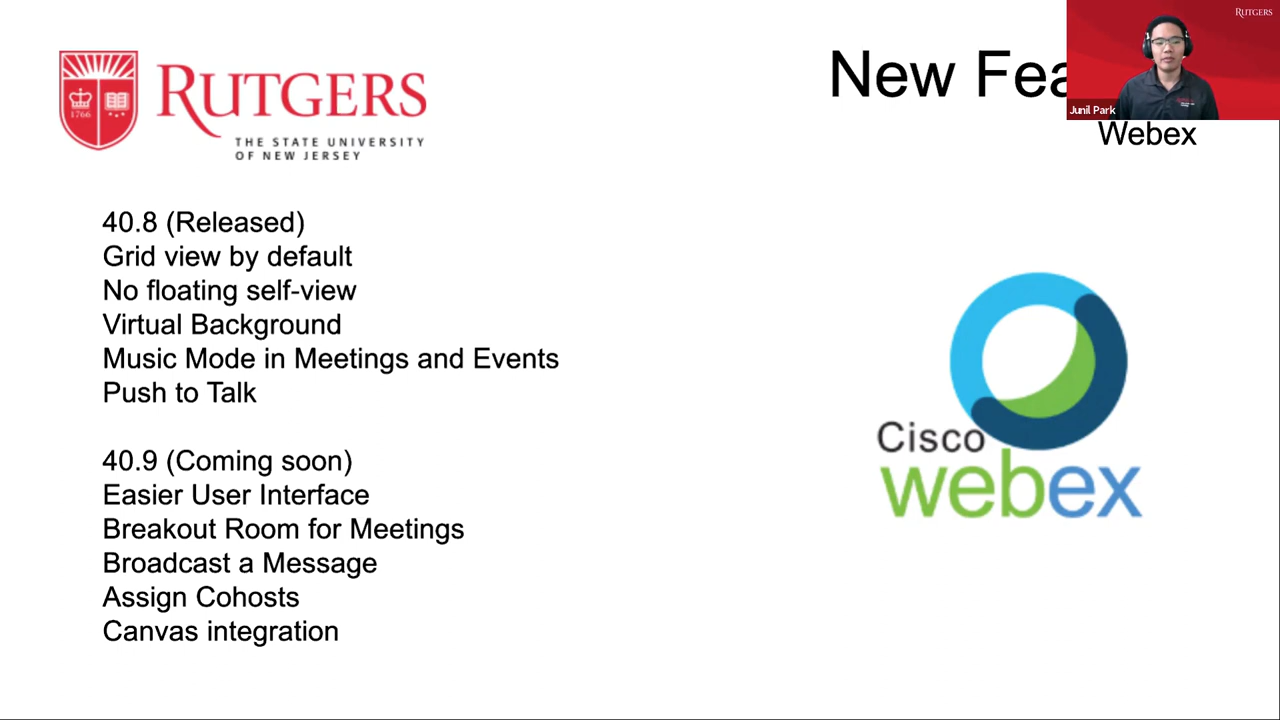 RUTGERS
THE STATE UNIVERSITY
OF NEW JERSEY
1766
New Fea
Webex
RUTGERS
Junil Park
40.8 (Released)
Grid view by default
No floating self-view
Virtual Background
Music Mode in Meetings and Events
Push to Talk
40.9 (Coming soon)
Easier User Interface
Breakout Room for Meetings
Broadcast a Message
Assign Cohosts
Canvas integration
Cisco
webex